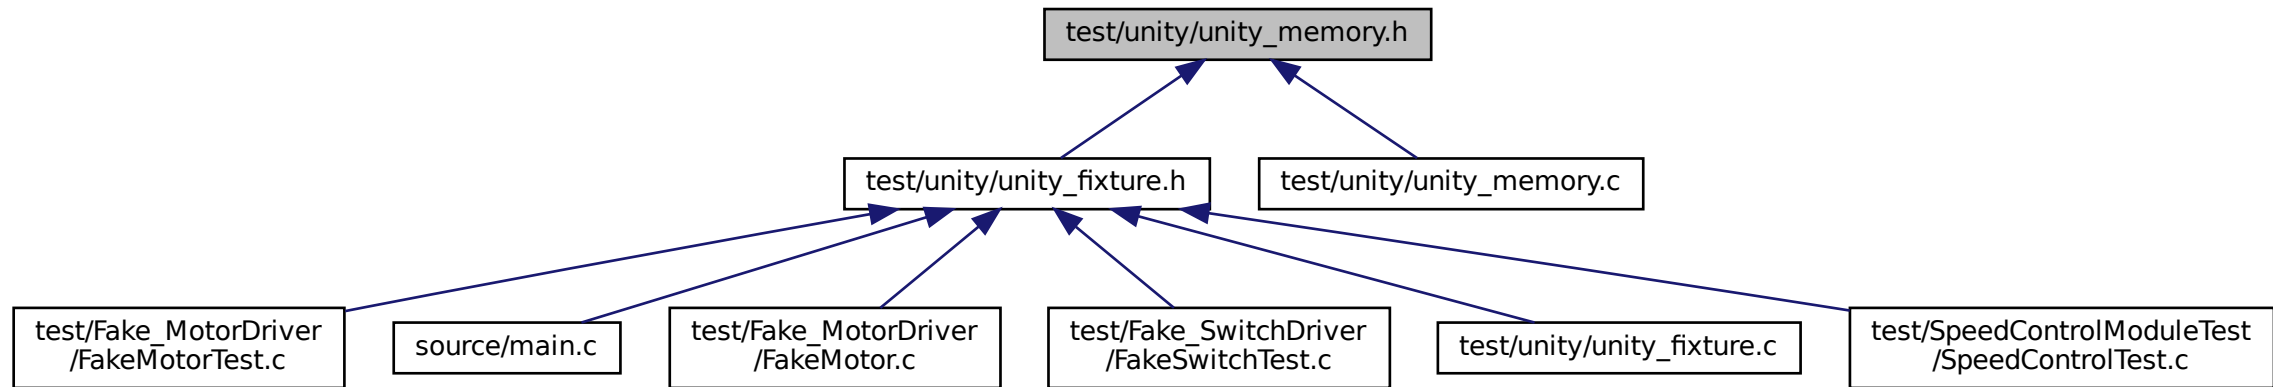 test/unity/unity_memory.h
test/unity/unity_fixture.h
test/unity/unity_memory.c
test/Fake_MotorDriver
/FakeMotorTest.c
source/main.c
test/Fake_MotorDriver
/FakeMotor.c
test/Fake_SwitchDriver
/FakeSwitchTest.c
test/unity/unity_fixture.c
test/SpeedControlModuleTest
/SpeedControlTest.c